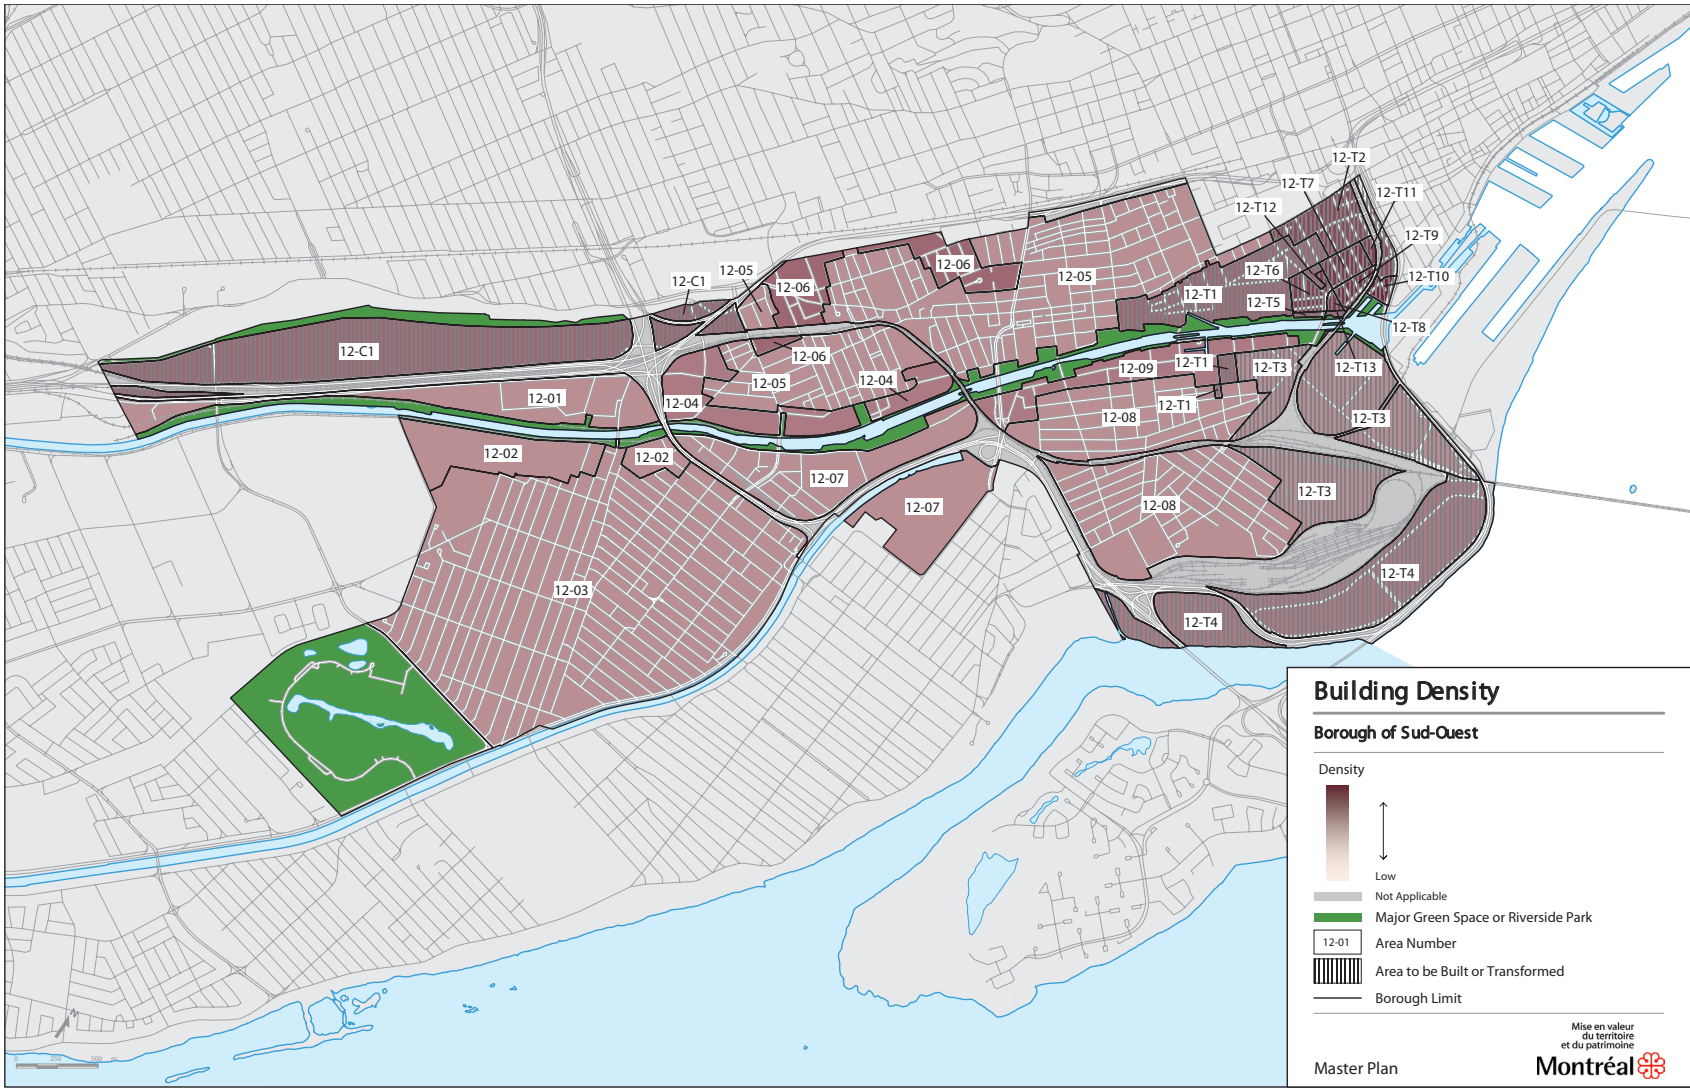 12-T2
12-T7
12-T11
12-T12
12-T9
12-05
12-06
12-05
12-T6
12-T10
12-C1
12-06
12-T1
12-T5
12-T8
12-C1
12-06
12-T1
12-09
12-T3
12-T13
12-05
12-04
12-01
12-04
12-T1
12-08
12-T3
12-02
12-02
12-07
12-T3
12-07
12-08
12-03
12-T4
12-T4
Building Density
Borough of Sud-Ouest
Density
Low
Not Applicable
Major Green Space or Riverside Park
12-01
Area Number
Area to be Built or Transformed
Borough Limit
Mise en valeur
du territoire
et du patrimoine
Master Plan
Montréal
N
0 250 500 m